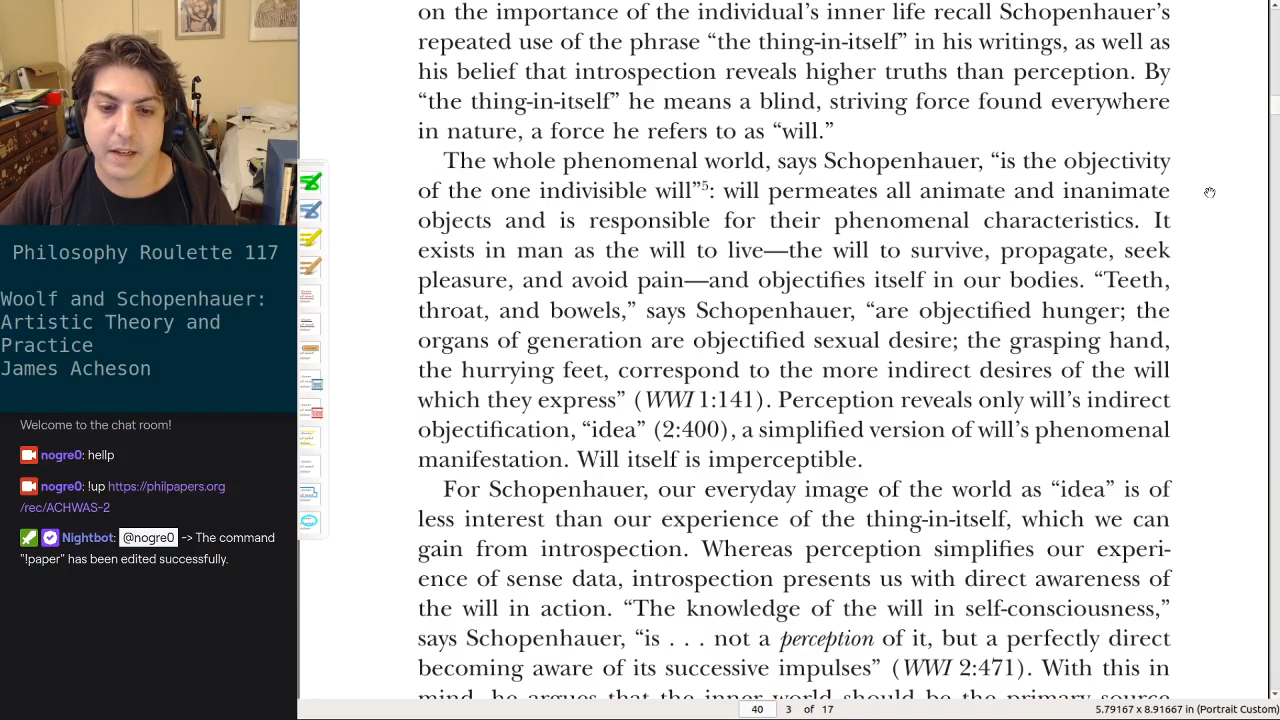 on the importance of the individual’s inner life recall Schopenhauer’s
repeated use of the phrase “the thing-in-itself” in his writings, as well as
his belief that introspection reveals higher truths than perception. By
“the thing-in-itself” he means a blind striving force found everywhere
in nature, a force he refers to as “will.”
The whole phenomenal world, says Schopenhauer, is “the objectivity
of the one indivisible will”⁵: will permeates all animate and inanimate
objects and is responsible for their phenomenal characteristics. It
exists in man as the will to live—the will to survive, propagate, seek
pleasure, and avoid pain—and objectifies itself in our bodies. “Teeth,
throat and bowels,” says Schopenhauer, “are objectified hunger; the
organs of generation are objectified sexual desire; the grasping hand,
the hurrying feet, correspond to the more indirect desires of the will
which they express” (WWI 1:141). Perception reveals only will’s indirect
objectification or idea (2:400), a simplified version of will’s phenomenal
manifestation. Will itself is imperceptible.
For Schopenhauer our everyday image of the world as “idea” is of
less interest than our experience of the thing-in-itself, which we can
gain from introspection. Whereas perception simplifies our experi-
ence of sense data, introspection presents us with direct awareness of
the will in action. “The knowledge of the will in self-consciousness,”
says Schopenhauer, “is . . . not a perception of it, but a perfectly direct
becoming aware of its successive impulses” (WWI 2:471). With this in
mind, he argues that the inner world should be the primary source
40 3 of 17 5.79167 x 8.91667 in (Portrait Custom)
Philosophy Roulette 117
Woolf and Schopenhauer:
Artistic Theory and
Practice
James Acheson
Welcome to the chat room!
nogre0: hellp
nogre0: !up https://philpapers.org
/rec/ACHWAS-2
Nightbot: @nogre0 -> The command
"!paper" has been edited successfully.